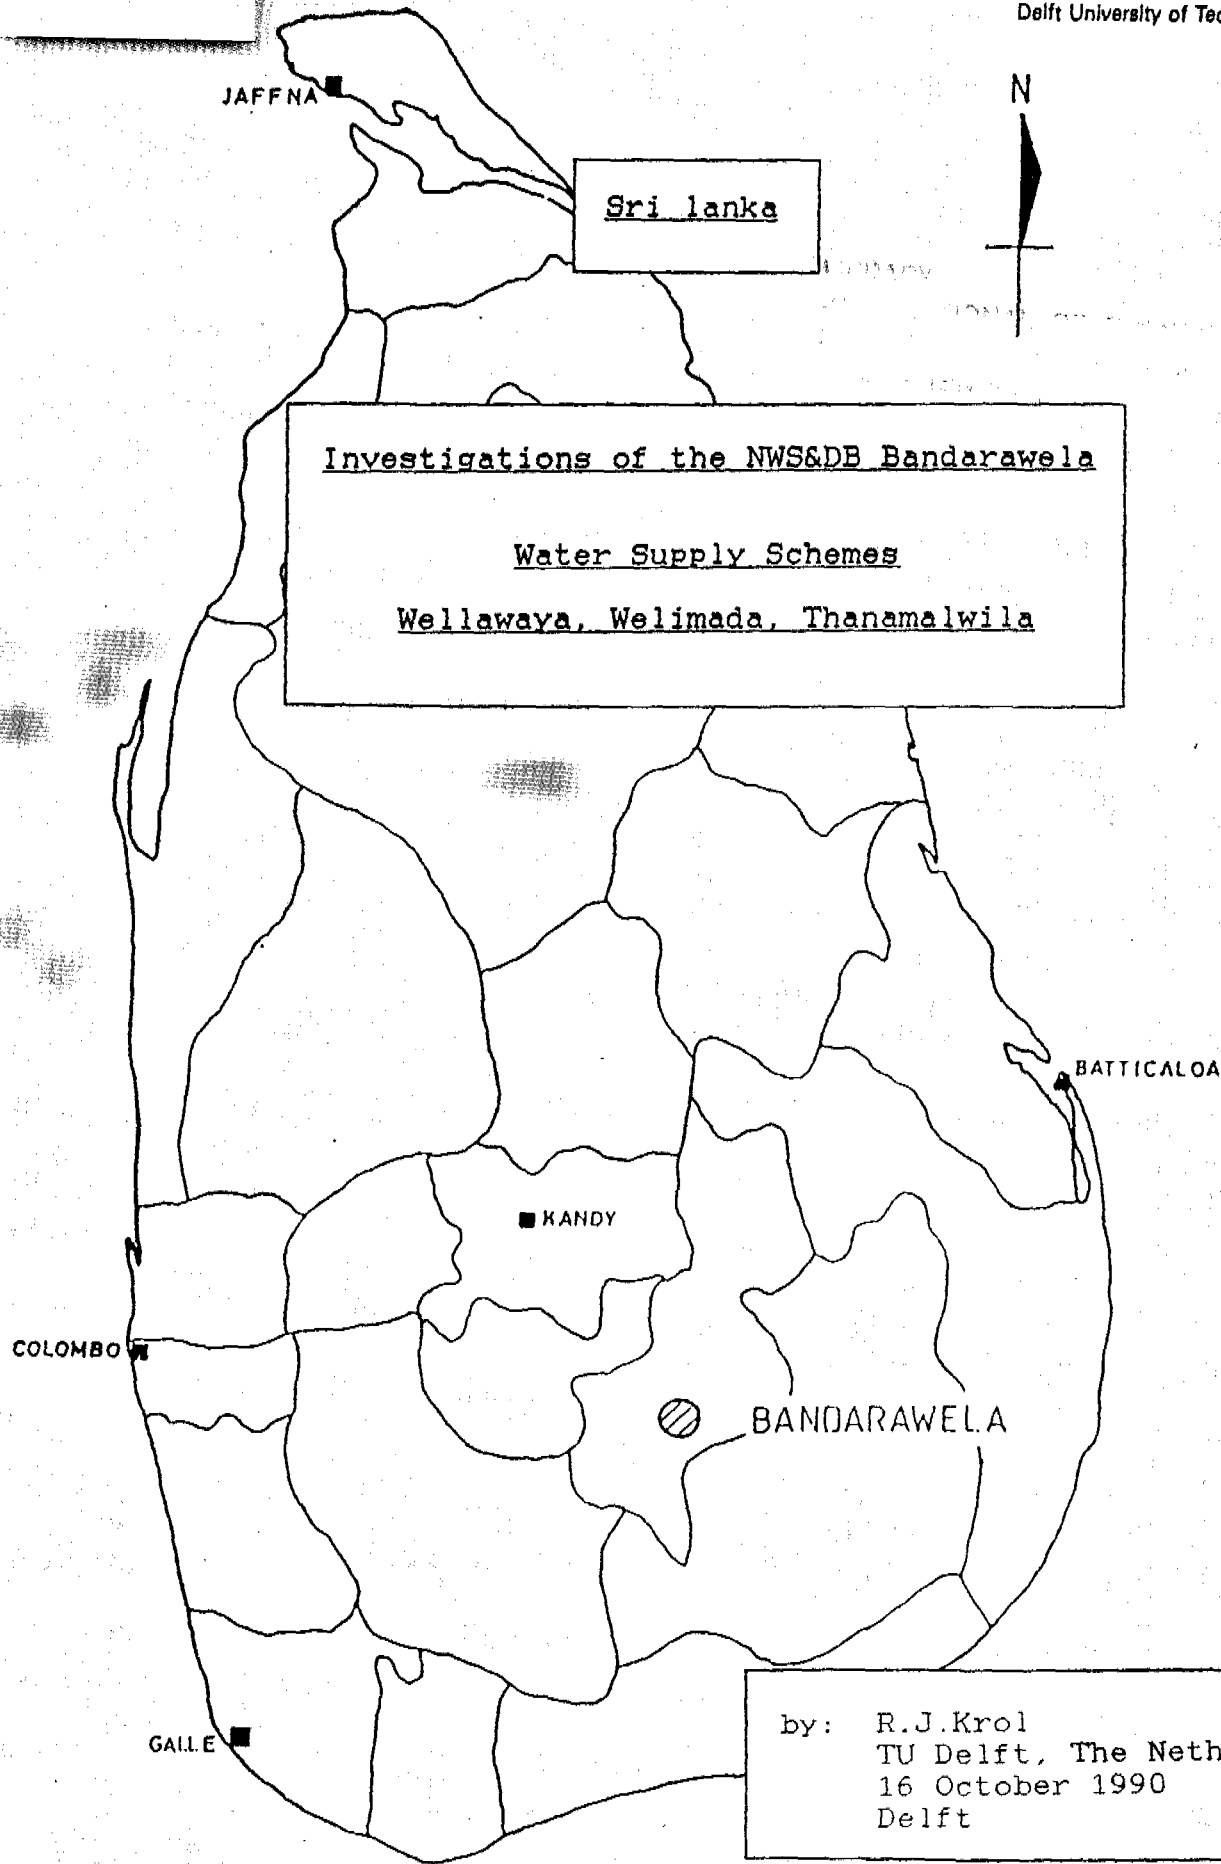 Delft University of Tec
JAFFNA
N
Sri lanka
Investigations of the NWS&DB Bandarawela
Water Supply Schemes
Wellawaya, Welimada, Thanamalwila
BATTICALOA
KANDY
COLOMBO
BANDARAWELA
GALLE
by: R.J.Krol
TU Delft, The Neth
16 October 1990
Delft